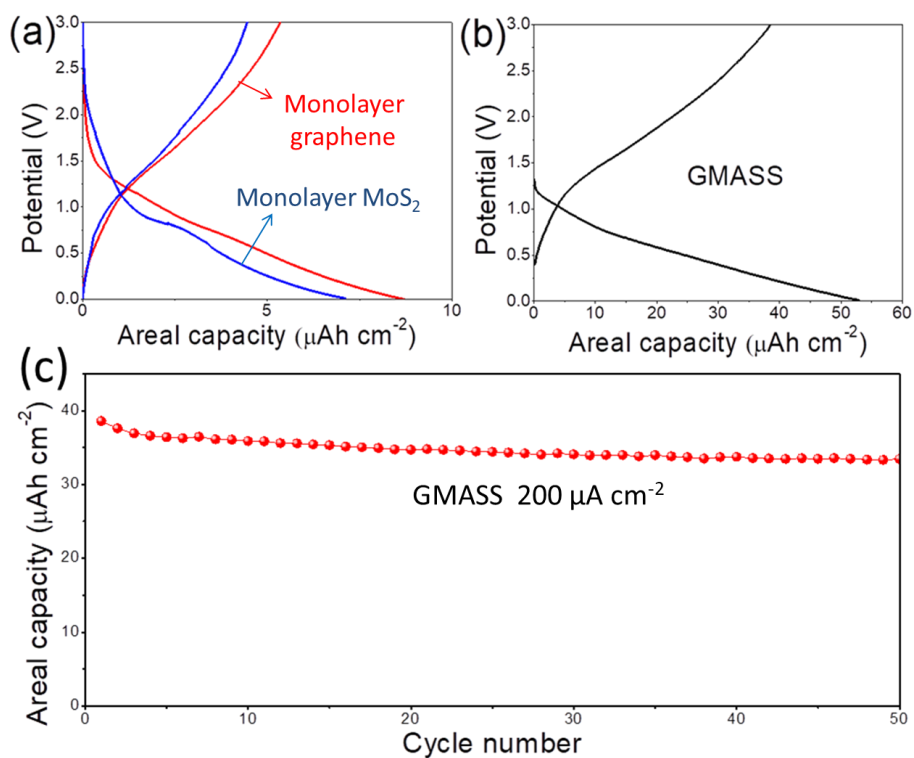 (a)
3.0
2.5
2.0
1.5
1.0
0.5
0.0
Potential (V)
Monolayer
graphene
Monolayer MoS₂
0
5
10
Areal capacity (μAh cm⁻²)
(b)
3.0
2.5
2.0
1.5
1.0
0.5
0.0
Potential (V)
GMASS
0
10
20
30
40
50
60
Areal capacity (μAh cm⁻²)
(c)
40
30
20
10
0
Areal capacity (μAh cm⁻²)
GMASS 200 μA cm⁻²
0
10
20
30
40
50
Cycle number